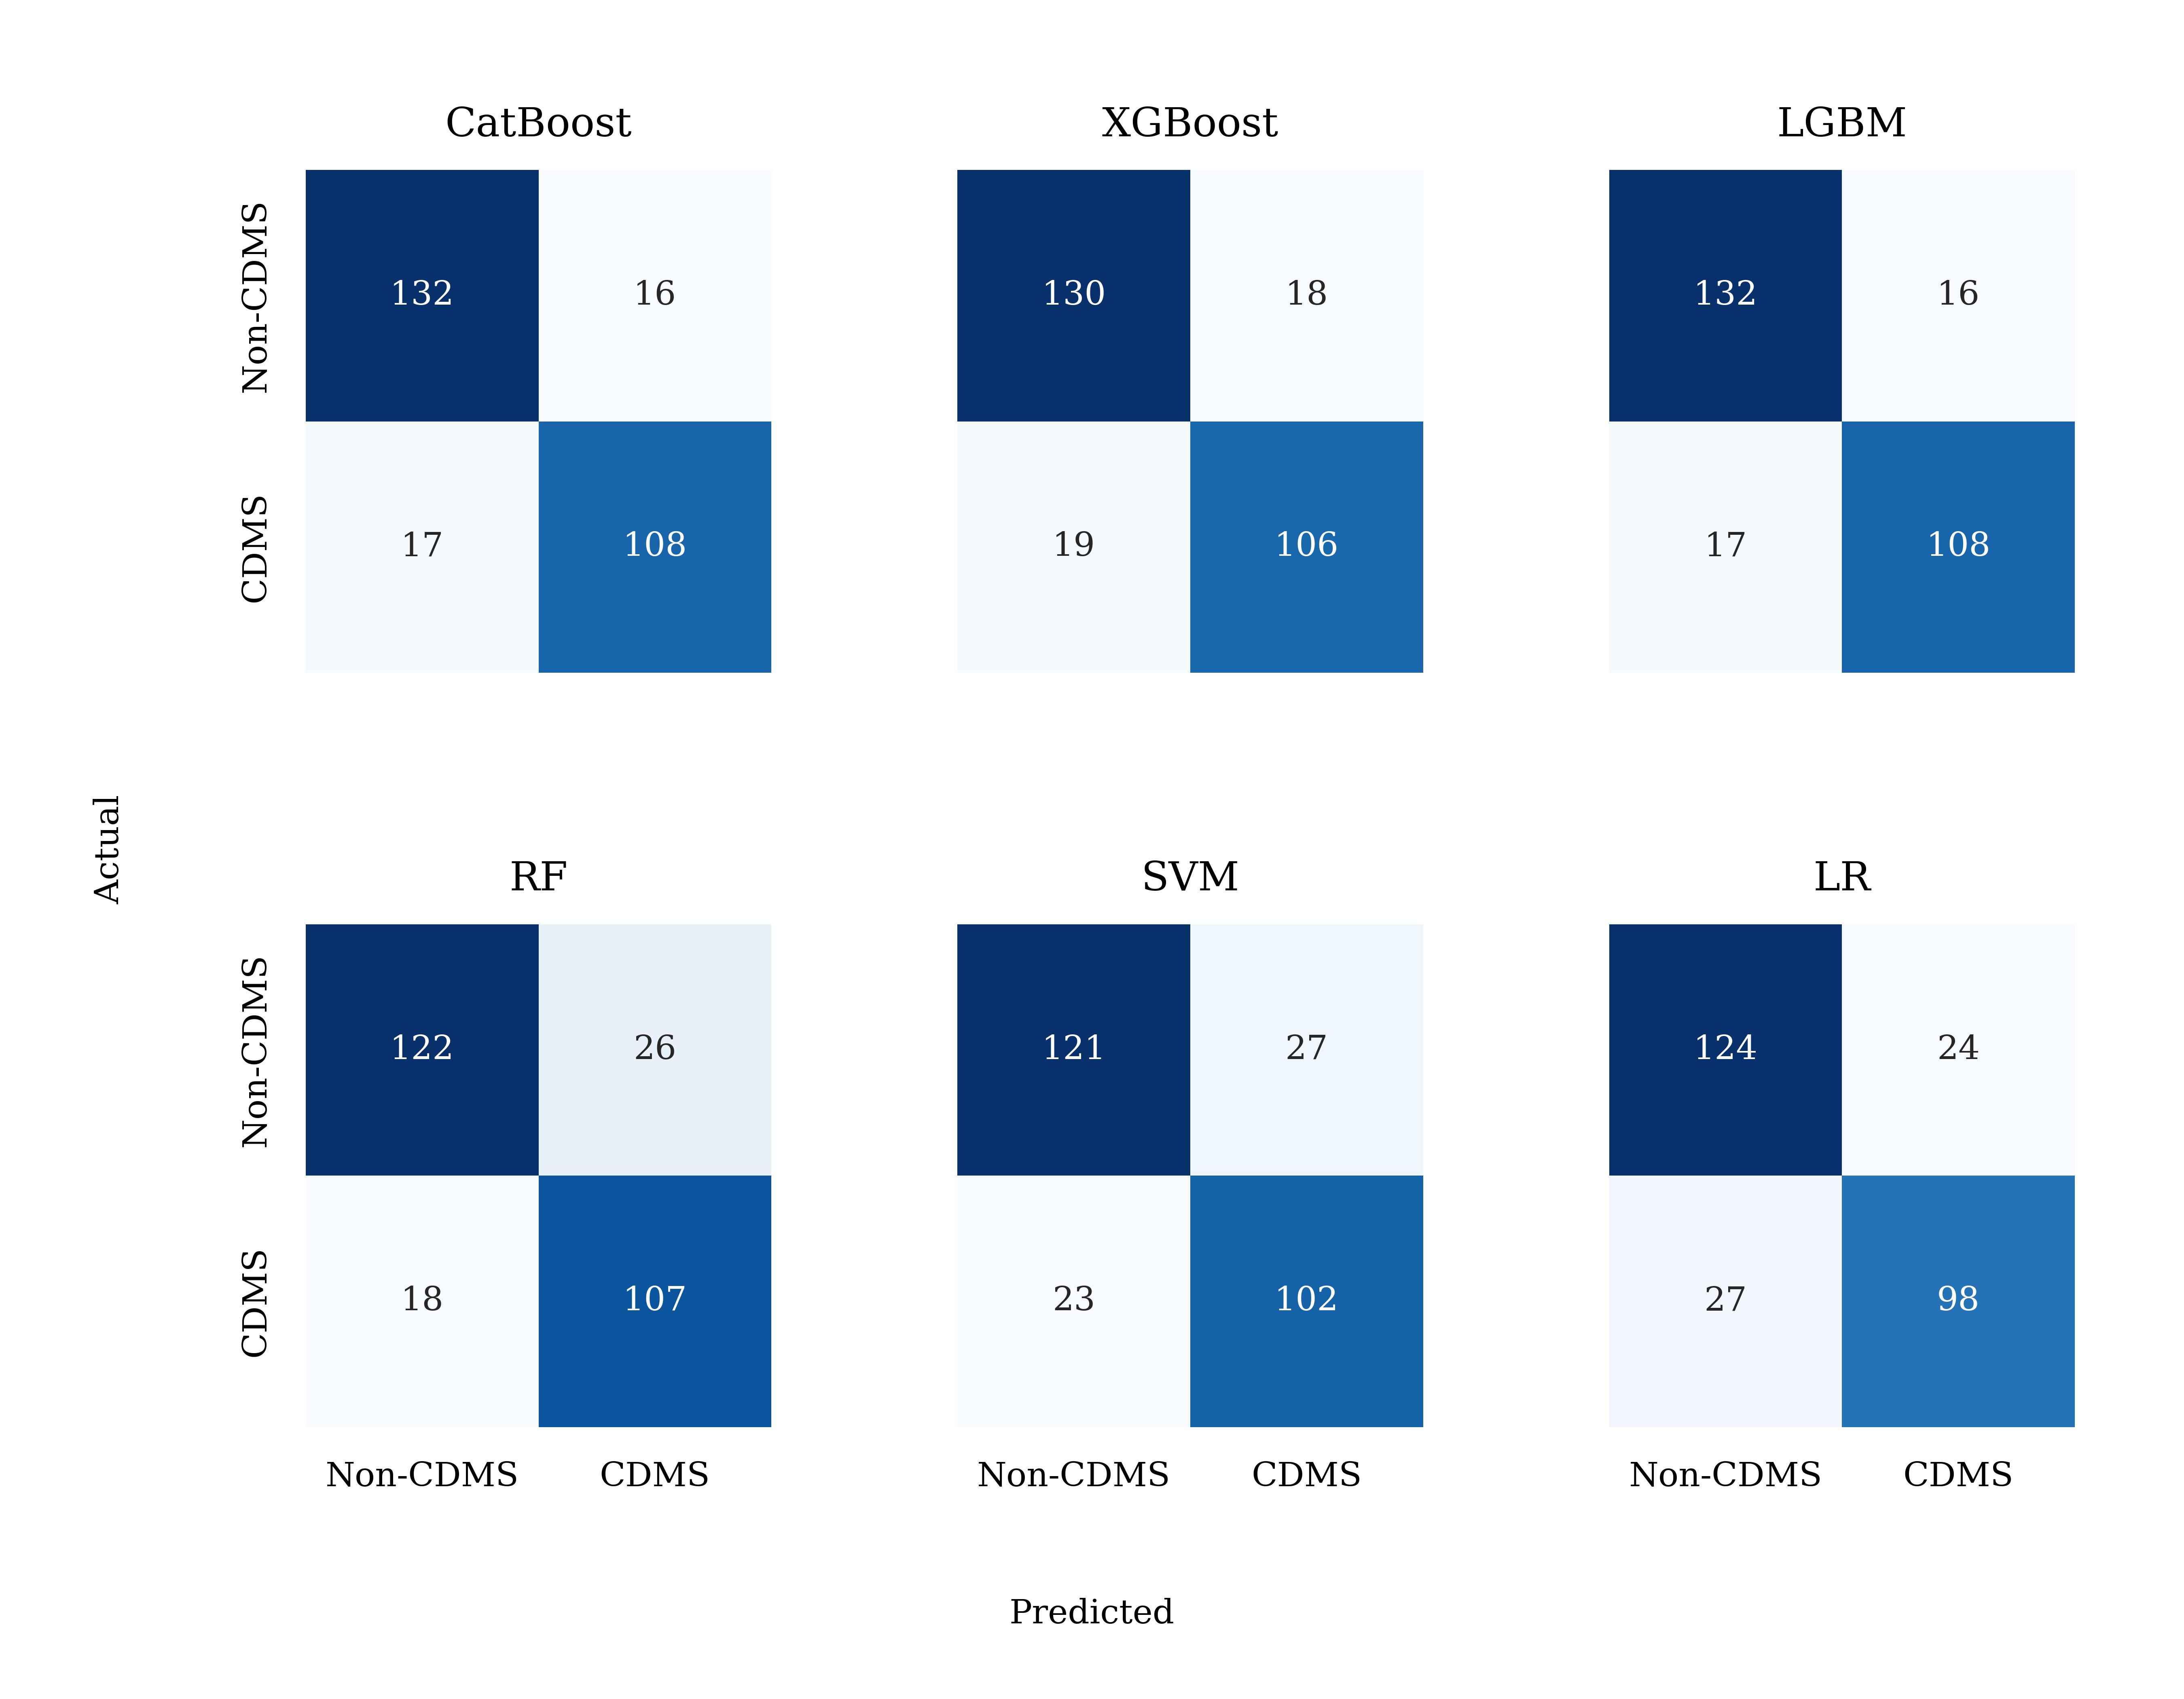 CatBoost XGBoost LGBM
Non-CDMS 132 16 130 18 132 16
CDMS 17 108 19 106 17 108
Actual
RF SVM LR
Non-CDMS 122 26 121 27 124 24
CDMS 18 107 23 102 27 98
Non-CDMS CDMS Non-CDMS CDMS Non-CDMS CDMS
Predicted